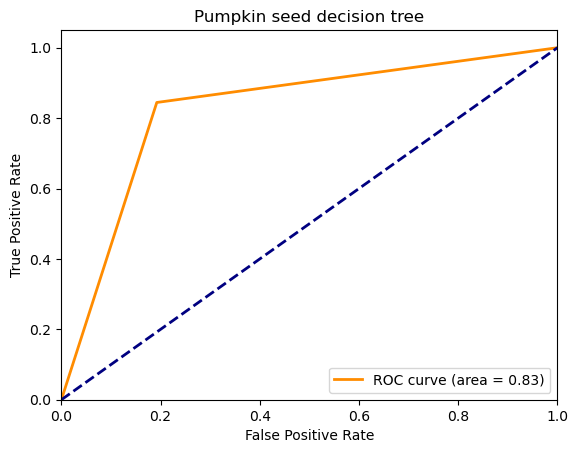 Pumpkin seed decision tree
True Positive Rate
1.0
0.8
0.6
0.4
0.2
0.0
0.0 0.2 0.4 0.6 0.8 1.0
False Positive Rate
ROC curve (area = 0.83)